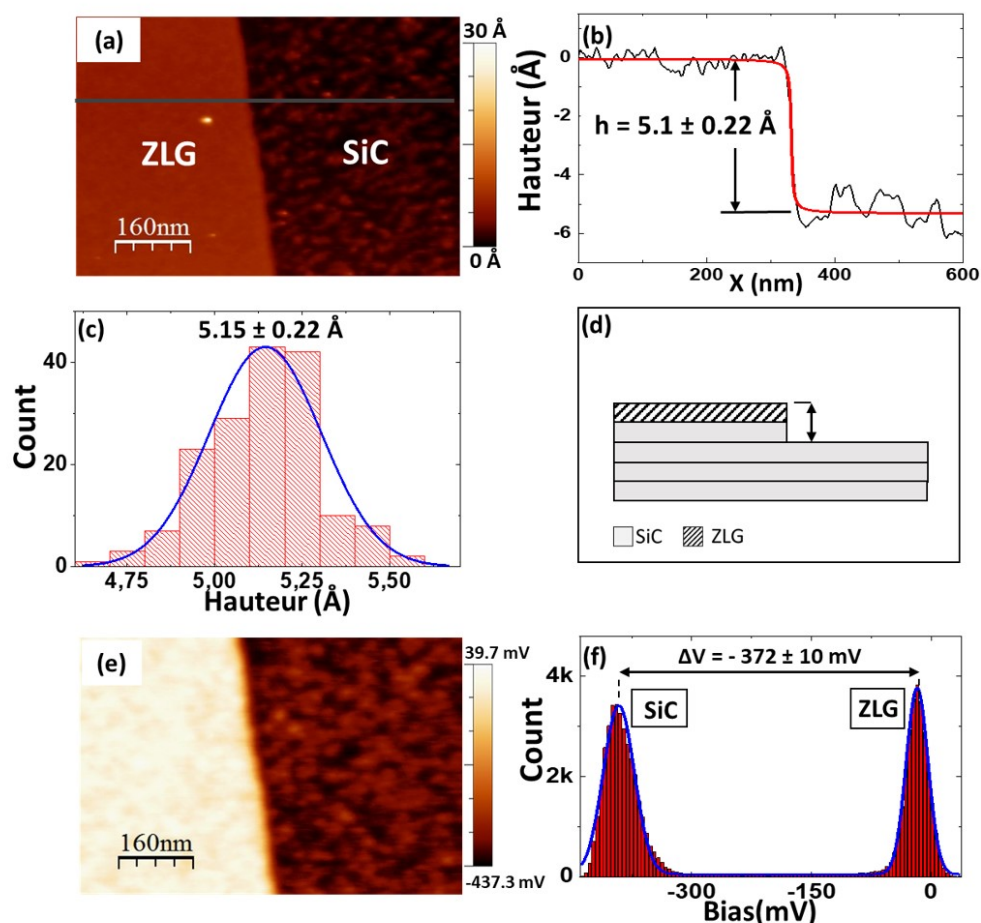 (a)
30 Å
ZLG
SiC
160nm
0 Å
(b)
0
-2
-4
-6
Hauteur (Å)
h = 5.1 ± 0.22 Å
0
200
400
600
X (nm)
(c)
5.15 ± 0.22 Å
40
20
0
Count
4,75
5,00
5,25
5,50
Hauteur (Å)
(d)
SiC
ZLG
(e)
39.7 mV
160nm
-437.3 mV
(f)
ΔV = - 372 ± 10 mV
4k
2k
0
Count
SiC
ZLG
-300
-150
0
Bias(mV)